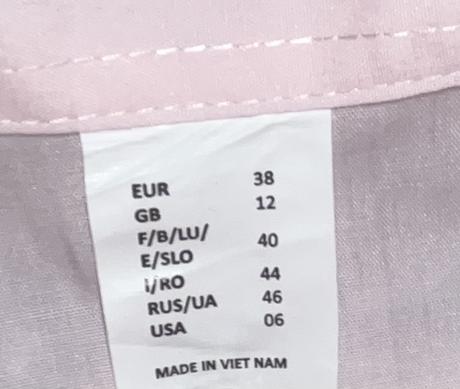 EUR 38
GB 12
F/B/LU/
E/SLO 40
I/RO 44
RUS/UA 46
USA 06
MADE IN VIET NAM